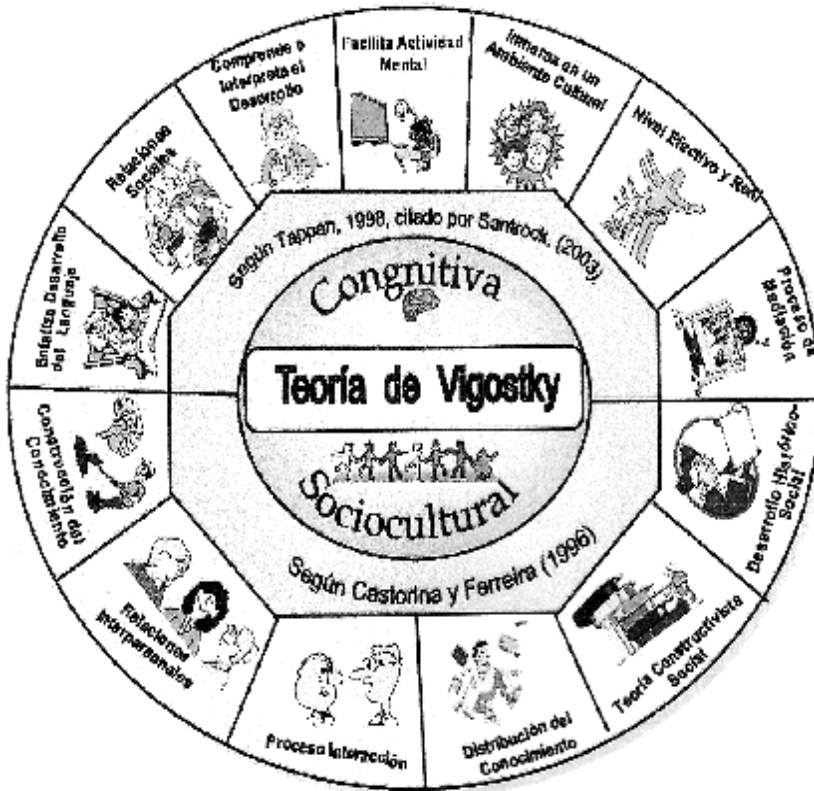 Enfatiza Desarrollo
del Lenguaje
Relaciones
Sociales
Comprende e
Interpreta el
Desarrollo
Facilita Actividad
Mental
Inmersa en un
Ambiente Cultural
Nivel Efectivo y Real
Proceso de
Mediación
Según Tappan, 1998, citado por Santrock. (2003)
Congnitiva
Teoría de Vigostky
Sociocultural
Según Castorina y Ferreira (1996)
Construcción del
Conocimiento
Relaciones
Interpersonales
Proceso Interacción
Distribución del
Conocimiento
Teoría Constructivista
Social
Desarrollo Histórico-
Social